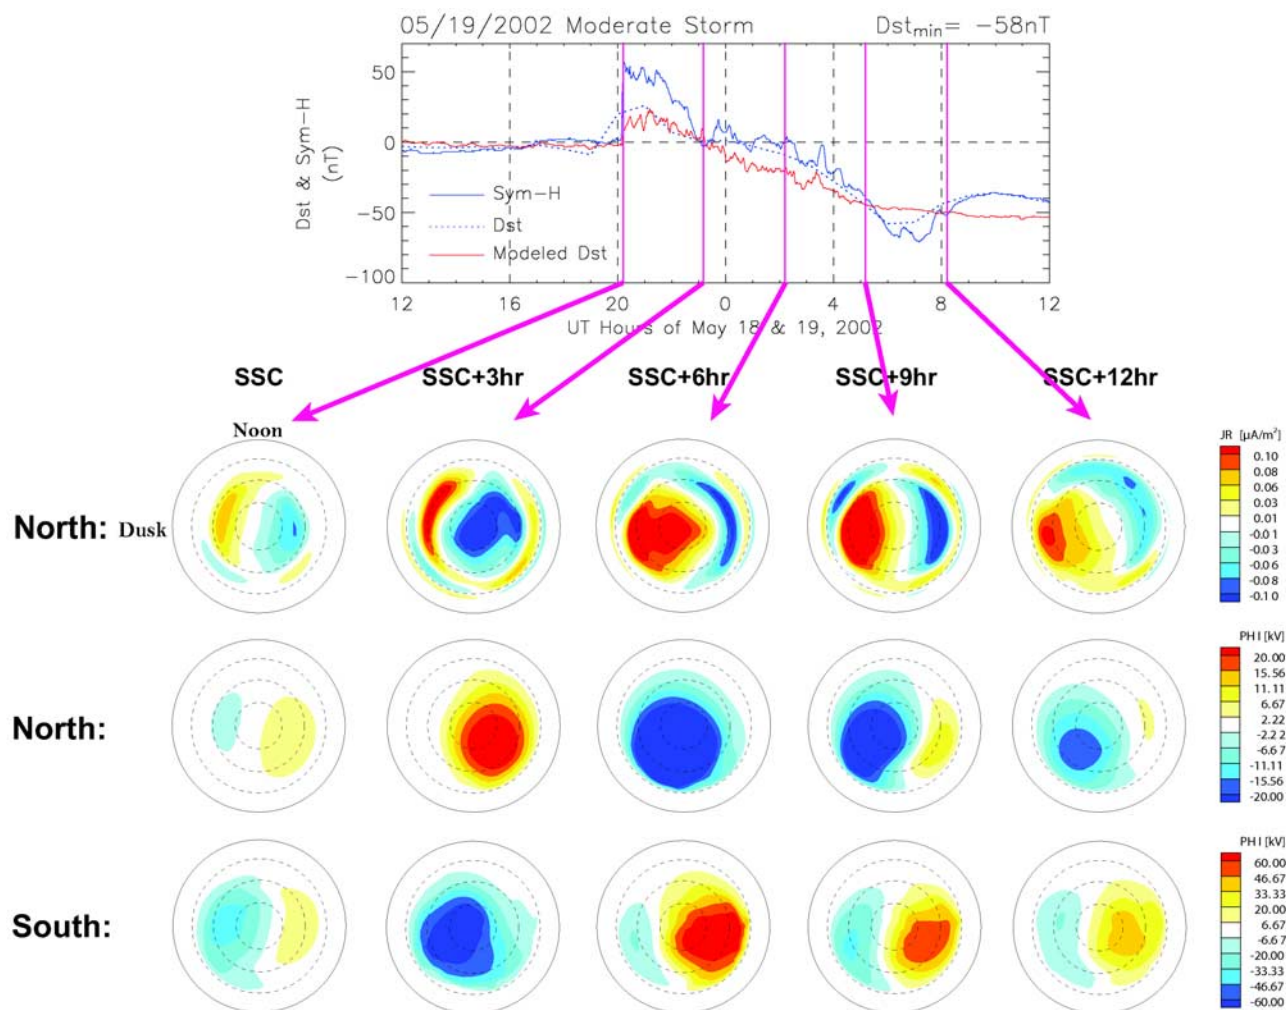 05/19/2002 Moderate Storm Dst_min= −58nT
50
0
−50
−100
Dst & Sym−H
(nT)
Sym−H
Dst
Modeled Dst
12 16 20 0 4 8 12
UT Hours of May 18 & 19, 2002
SSC SSC+3hr SSC+6hr SSC+9hr SSC+12hr
Noon
North: Dusk
JR [µA/m²]
0.10
0.08
0.06
0.03
0.01
-0.01
-0.03
-0.06
-0.08
-0.10
North:
PHI [kV]
20.00
15.56
11.11
6.67
2.22
-2.22
-6.67
-11.11
-15.56
-20.00
South:
PHI [kV]
60.00
46.67
33.33
20.00
6.67
-6.67
-20.00
-33.33
-46.67
-60.00